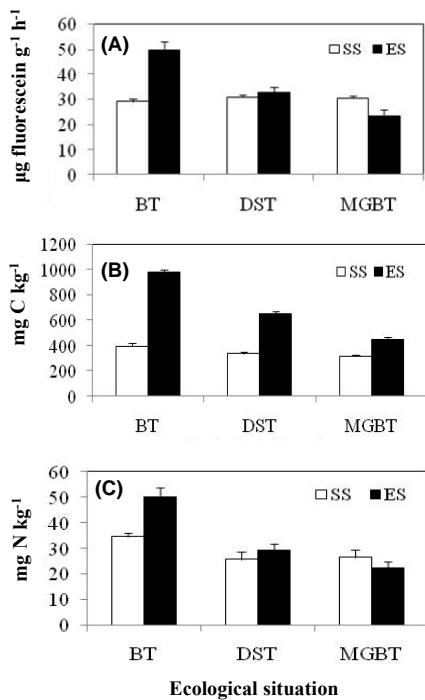 60
50
40
30
20
10
0
µg fluorescein g⁻¹ h⁻¹
(A)
SS ES
BT DST MGBT
1200
1000
800
600
400
200
0
mg C kg⁻¹
(B)
SS ES
BT DST MGBT
60
50
40
30
20
10
0
mg N kg⁻¹
(C)
SS ES
BT DST MGBT
Ecological situation